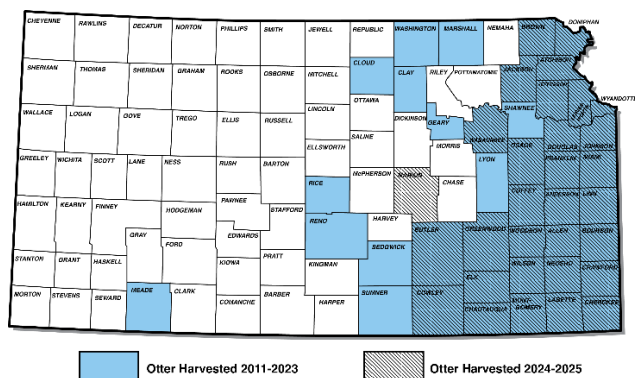 CHEYENNE RAWLINS DECATUR NORTON PHILLIPS SMITH JEWELL REPUBLIC WASHINGTON MARSHALL NEMAHA BROWN DONIPHAN
SHERMAN THOMAS SHERIDAN GRAHAM ROOKS OSBORNE MITCHELL CLOUD CLAY RILEY POTTAWATOMIE JACKSON ATCHISON
JEFFERSON WYANDOTTE
WALLACE LOGAN GOVE TREGO ELLIS RUSSELL LINCOLN OTTAWA DICKINSON GEARY WABAUNSEE SHAWNEE DOUGLAS JOHNSON
GREELEY WICHITA SCOTT LANE NESS RUSH BARTON ELLSWORTH SALINE MORRIS LYON OSAGE FRANKLIN
HAMILTON KEARNY FINNEY HODGEMAN PAWNEE STAFFORD RICE McPHERSON MARION CHASE COFFEY ANDERSON LINN
GRAY FORD EDWARDS RENO HARVEY BUTLER GREENWOOD WOODSON ALLEN BOURBON
STANTON GRANT HASKELL KIOWA PRATT KINGMAN SEDGWICK ELK WILSON NEOSHO CRAWFORD
MORTON STEVENS SEWARD MEADE CLARK COMANCHE BARBER HARPER SUMNER COWLEY CHAUTAUQUA MONT-
GOMERY LABETTE CHEROKEE
Otter Harvested 2011-2023 Otter Harvested 2024-2025